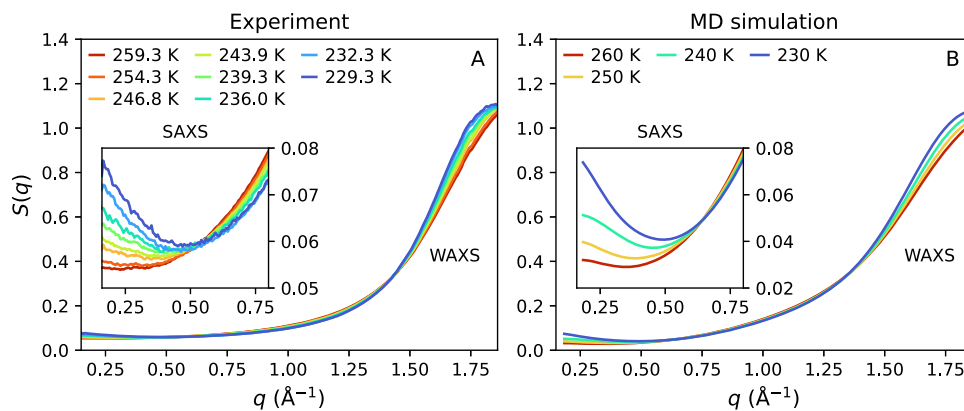 Experiment
MD simulation
S(q)
1.4
1.2
1.0
0.8
0.6
0.4
0.2
0.0
259.3 K 243.9 K 232.3 K
254.3 K 239.3 K 229.3 K
246.8 K 236.0 K
A
SAXS
0.08
0.07
0.06
0.05
0.25 0.50 0.75
WAXS
0.25 0.50 0.75 1.00 1.25 1.50 1.75
q (Å⁻¹)
1.4
1.2
1.0
0.8
0.6
0.4
0.2
0.0
260 K 240 K 230 K
250 K
B
SAXS
0.08
0.06
0.04
0.02
0.25 0.50 0.75
WAXS
0.25 0.50 0.75 1.00 1.25 1.50 1.75
q (Å⁻¹)